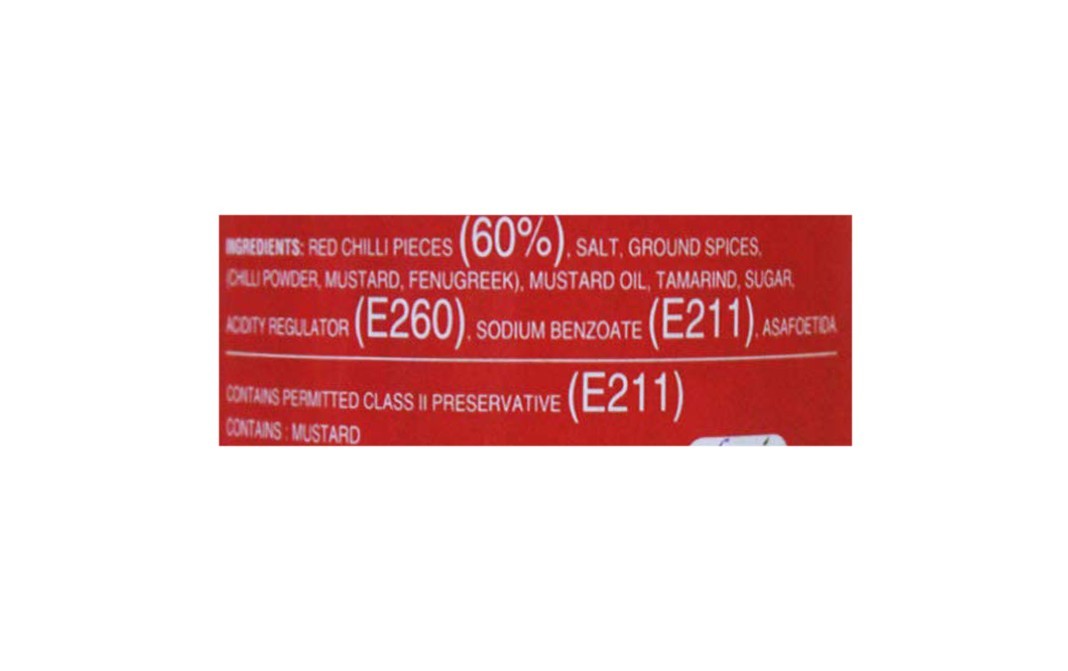 INGREDIENTS: RED CHILLI PIECES (60%), SALT, GROUND SPICES,
(CHILLI POWDER, MUSTARD, FENUGREEK), MUSTARD OIL, TAMARIND, SUGAR,
ACIDITY REGULATOR (E260), SODIUM BENZOATE (E211), ASAFOETIDA
CONTAINS PERMITTED CLASS II PRESERVATIVE (E211)
CONTAINS : MUSTARD